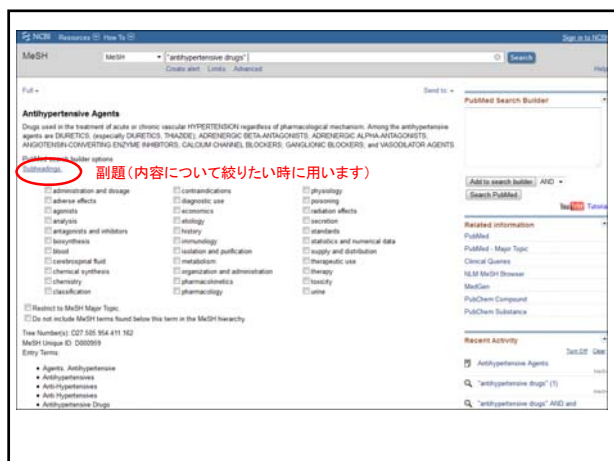 NCBI Resources How To Sign in to NCBI
MeSH MeSH "antihypertensive drugs" Search
Create alert Limits Advanced Help
Full Send to:
Antihypertensive Agents
Drugs used in the treatment of acute or chronic vascular HYPERTENSION regardless of pharmacological mechanism. Among the antihypertensive
agents are DIURETICS; (especially DIURETICS, THIAZIDE); ADRENERGIC BETA-ANTAGONISTS; ADRENERGIC ALPHA-ANTAGONISTS;
ANGIOTENSIN-CONVERTING ENZYME INHIBITORS; CALCIUM CHANNEL BLOCKERS; GANGLIONIC BLOCKERS; and VASODILATOR AGENTS.
PubMed search builder options
Subheadings:
副題(内容について絞りたい時に用います)
administration and dosage
adverse effects
agonists
analysis
antagonists and inhibitors
biosynthesis
blood
cerebrospinal fluid
chemical synthesis
chemistry
classification
contraindications
diagnostic use
economics
etiology
history
immunology
isolation and purification
metabolism
organization and administration
pharmacokinetics
pharmacology
physiology
poisoning
radiation effects
secretion
standards
statistics and numerical data
supply and distribution
therapeutic use
therapy
toxicity
urine
Restrict to MeSH Major Topic.
Do not include MeSH terms found below this term in the MeSH hierarchy.
Tree Number(s): D27.505.954.411.162
MeSH Unique ID: D000959
Entry Terms:
Agents, Antihypertensive
Antihypertensives
Anti-Hypertensives
Anti Hypertensives
Antihypertensive Drugs
PubMed Search Builder
Add to search builder AND
Search PubMed
YouTube Tutorial
Related information
PubMed
PubMed - Major Topic
Clinical Queries
NLM MeSH Browser
MedGen
PubChem Compound
PubChem Substance
Recent Activity
Turn Off Clear
Antihypertensive Agents
MeSH
"antihypertensive drugs" (1)
MeSH
"antihypertensive drugs" AND and